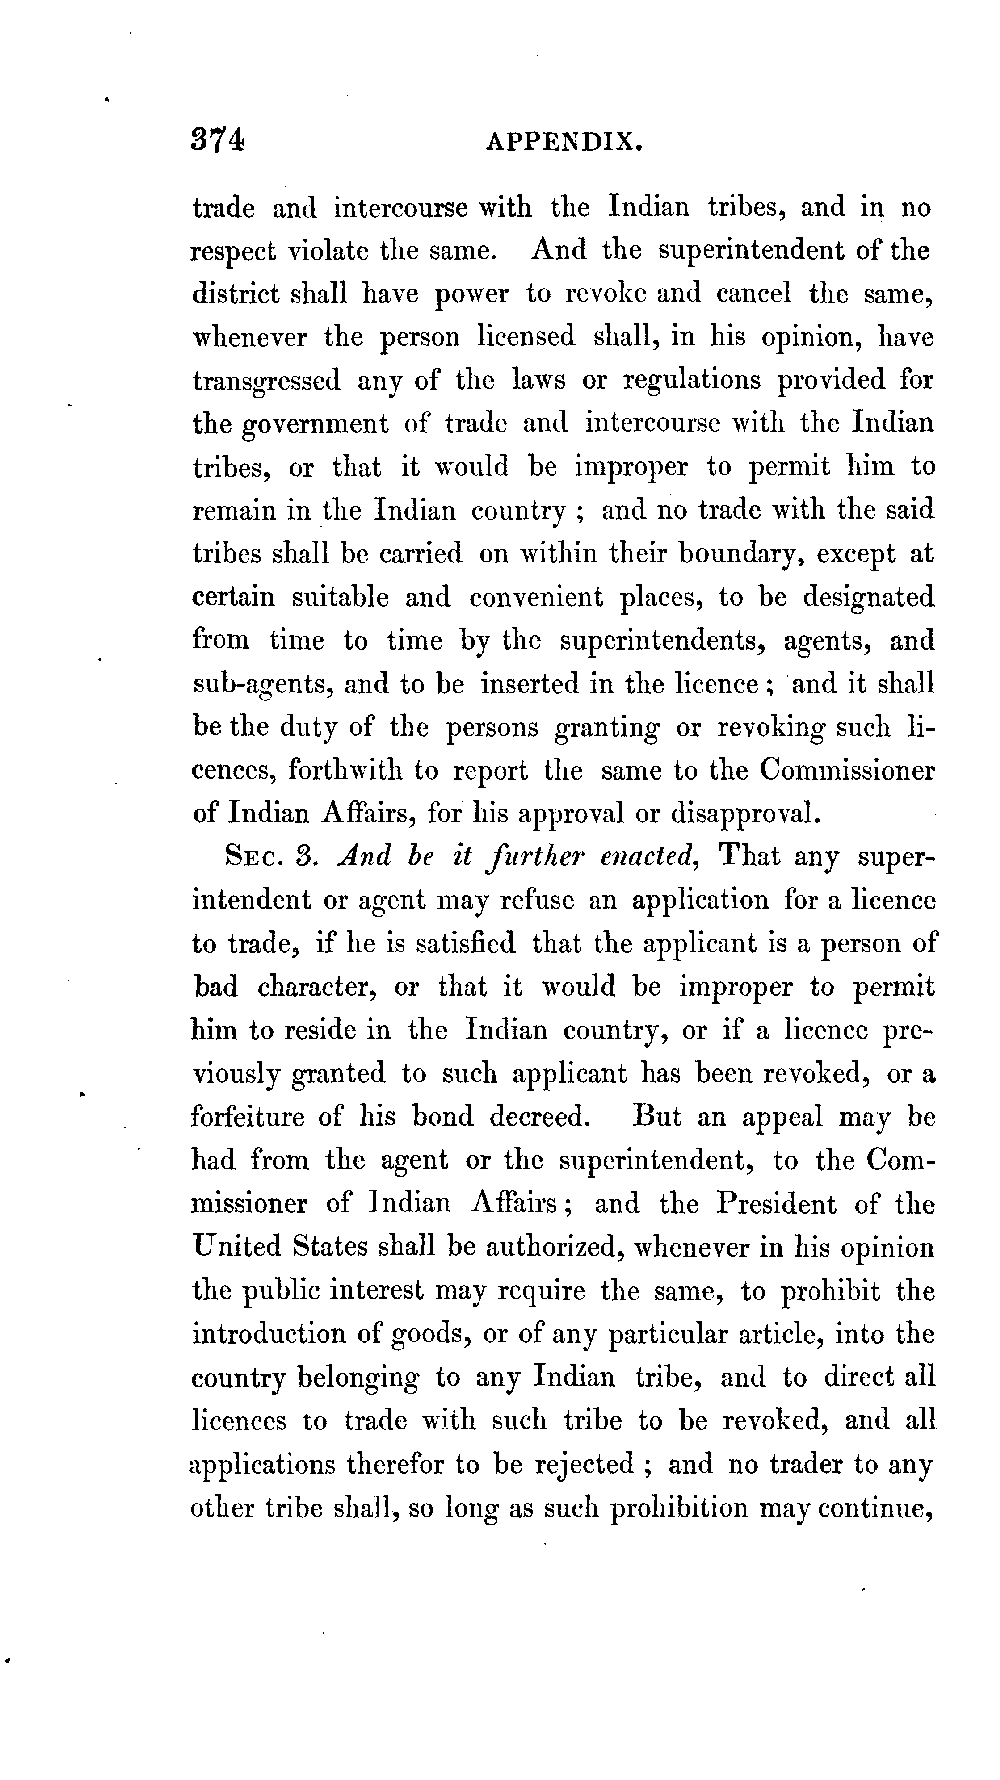 374 APPENDIX.
trade and intercourse with the Indian tribes, and in no
respect violate the same. And the superintendent of the
district shall have power to revoke and cancel the same,
whenever the person licensed shall, in his opinion, have
transgressed any of the laws or regulations provided for
the government of trade and intercourse with the Indian
tribes, or that it would be improper to permit him to
remain in the Indian country ; and no trade with the said
tribes shall be carried on within their boundary, except at
certain suitable and convenient places, to be designated
from time to time by the superintendents, agents, and
sub-agents, and to be inserted in the licence ; and it shall
be the duty of the persons granting or revoking such li-
cences, forthwith to report the same to the Commissioner
of Indian Affairs, for his approval or disapproval.
SEC. 3. And be it further enacted, That any super-
intendent or agent may refuse an application for a licence
to trade, if he is satisfied that the applicant is a person of
bad character, or that it would be improper to permit
him to reside in the Indian country, or if a licence pre-
viously granted to such applicant has been revoked, or a
forfeiture of his bond decreed. But an appeal may be
had from the agent or the superintendent, to the Com-
missioner of Indian Affairs ; and the President of the
United States shall be authorized, whenever in his opinion
the public interest may require the same, to prohibit the
introduction of goods, or of any particular article, into the
country belonging to any Indian tribe, and to direct all
licences to trade with such tribe to be revoked, and all
applications therefor to be rejected ; and no trader to any
other tribe shall, so long as such prohibition may continue,